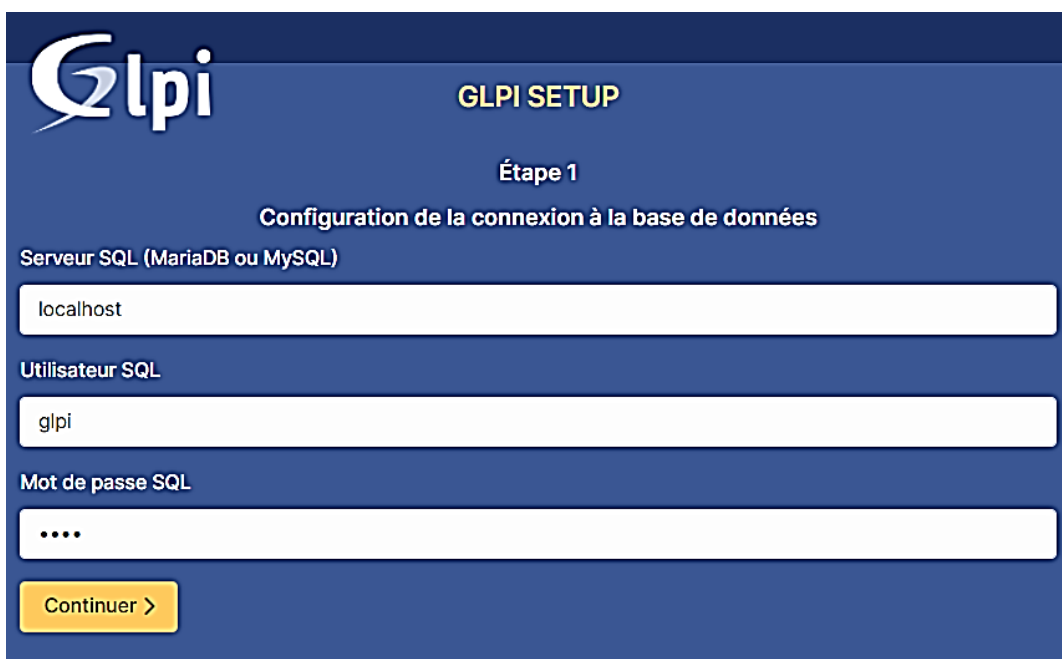 Glpi
GLPI SETUP
Étape 1
Configuration de la connexion à la base de données
Serveur SQL (MariaDB ou MySQL)
localhost
Utilisateur SQL
glpi
Mot de passe SQL
••••
Continuer >